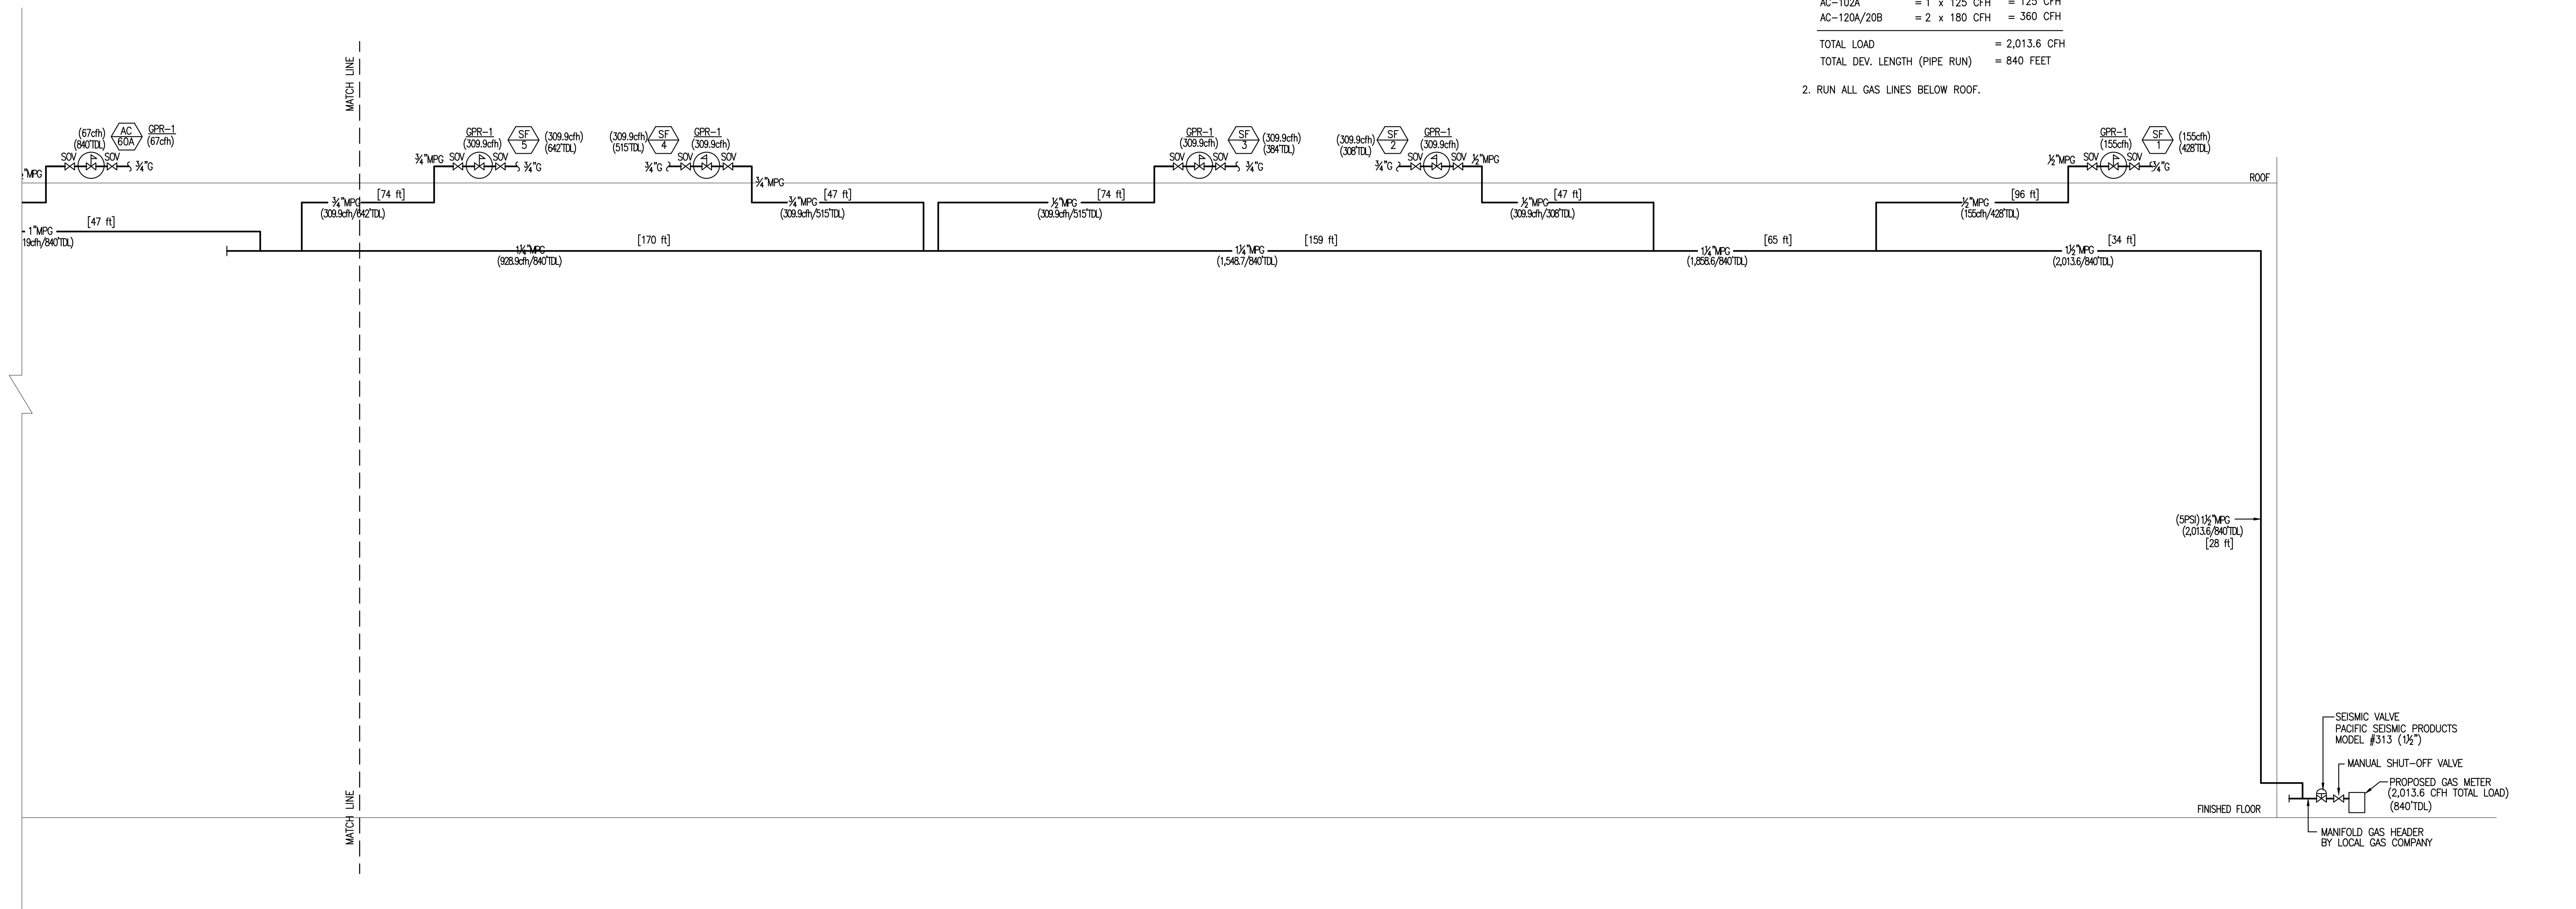 AC-102A = 1 x 125 CFH = 125 CFH
AC-120A/20B = 2 x 180 CFH = 360 CFH
TOTAL LOAD = 2,013.6 CFH
TOTAL DEV. LENGTH (PIPE RUN) = 840 FEET
2. RUN ALL GAS LINES BELOW ROOF.
MATCH LINE
(67cfh)
(840'TDL)
AC
60A
GPR-1
(67cfh)
SOV
SOV
¾"G
"MPG
[47 ft]
1"MPG
19cfh/840'TDL)
¾"MPG
GPR-1
(309.9cfh)
SOV
SOV
SF
5
(309.9cfh)
(642'TDL)
¾"G
[74 ft]
¾"MPG
(309.9cfh/642'TDL)
(309.9cfh)
(515'TDL)
SF
4
GPR-1
(309.9cfh)
¾"G
SOV
SOV
¾"MPG
[47 ft]
¾"MPG
(309.9cfh/515'TDL)
[170 ft]
1¼"MPG
(928.9cfh/840'TDL)
GPR-1
(309.9cfh)
SOV
SOV
SF
3
(309.9cfh)
(384'TDL)
¾"G
[74 ft]
½"MPG
(309.9cfh/515'TDL)
(309.9cfh)
(308'TDL)
SF
2
GPR-1
(309.9cfh)
¾"G
SOV
SOV
½"MPG
[47 ft]
½"MPG
(309.9cfh/308'TDL)
[159 ft]
1¼"MPG
(1,548.7/840'TDL)
[65 ft]
1¼"MPG
(1,858.6/840'TDL)
½"MPG
GPR-1
(155cfh)
SOV
SOV
SF
1
(155cfh)
(428'TDL)
¾"G
ROOF
[96 ft]
½"MPG
(155cfh/428'TDL)
[34 ft]
1½"MPG
(2,013.6/840'TDL)
(5PSI)1½"MPG
(2,013.6/840'TDL)
[28 ft]
SEISMIC VALVE
PACIFIC SEISMIC PRODUCTS
MODEL #313 (1½")
MANUAL SHUT-OFF VALVE
PROPOSED GAS METER
(2,013.6 CFH TOTAL LOAD)
(840'TDL)
FINISHED FLOOR
MANIFOLD GAS HEADER
BY LOCAL GAS COMPANY
MATCH LINE